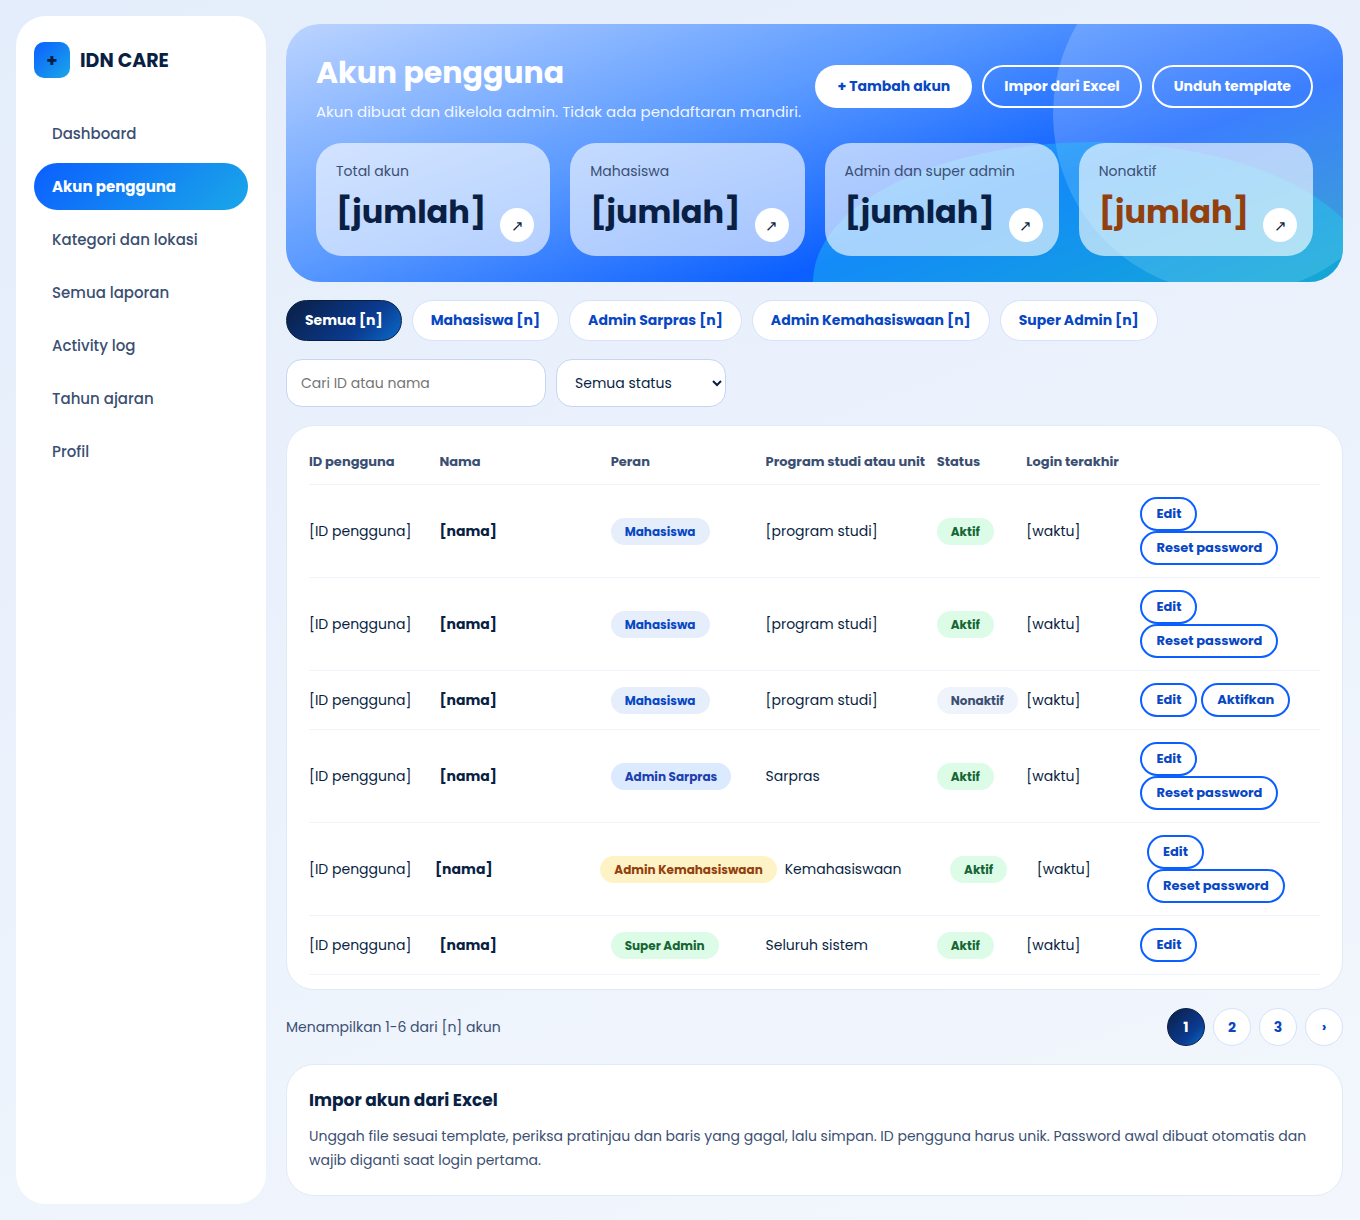 + IDN CARE
Dashboard
Akun pengguna
Kategori dan lokasi
Semua laporan
Activity log
Tahun ajaran
Profil
Akun pengguna
Akun dibuat dan dikelola admin. Tidak ada pendaftaran mandiri.
+ Tambah akun
Impor dari Excel
Unduh template
Total akun
[jumlah] ↗
Mahasiswa
[jumlah] ↗
Admin dan super admin
[jumlah] ↗
Nonaktif
[jumlah] ↗
Semua [n] Mahasiswa [n] Admin Sarpras [n] Admin Kemahasiswaan [n] Super Admin [n]
Cari ID atau nama Semua status
ID pengguna Nama Peran Program studi atau unit Status Login terakhir
[ID pengguna] [nama] Mahasiswa [program studi] Aktif [waktu] Edit
Reset password
[ID pengguna] [nama] Mahasiswa [program studi] Aktif [waktu] Edit
Reset password
[ID pengguna] [nama] Mahasiswa [program studi] Nonaktif [waktu] Edit Aktifkan
[ID pengguna] [nama] Admin Sarpras Sarpras Aktif [waktu] Edit
Reset password
[ID pengguna] [nama] Admin Kemahasiswaan Kemahasiswaan Aktif [waktu] Edit
Reset password
[ID pengguna] [nama] Super Admin Seluruh sistem Aktif [waktu] Edit
Menampilkan 1-6 dari [n] akun 1 2 3 ›
Impor akun dari Excel
Unggah file sesuai template, periksa pratinjau dan baris yang gagal, lalu simpan. ID pengguna harus unik. Password awal dibuat otomatis dan
wajib diganti saat login pertama.